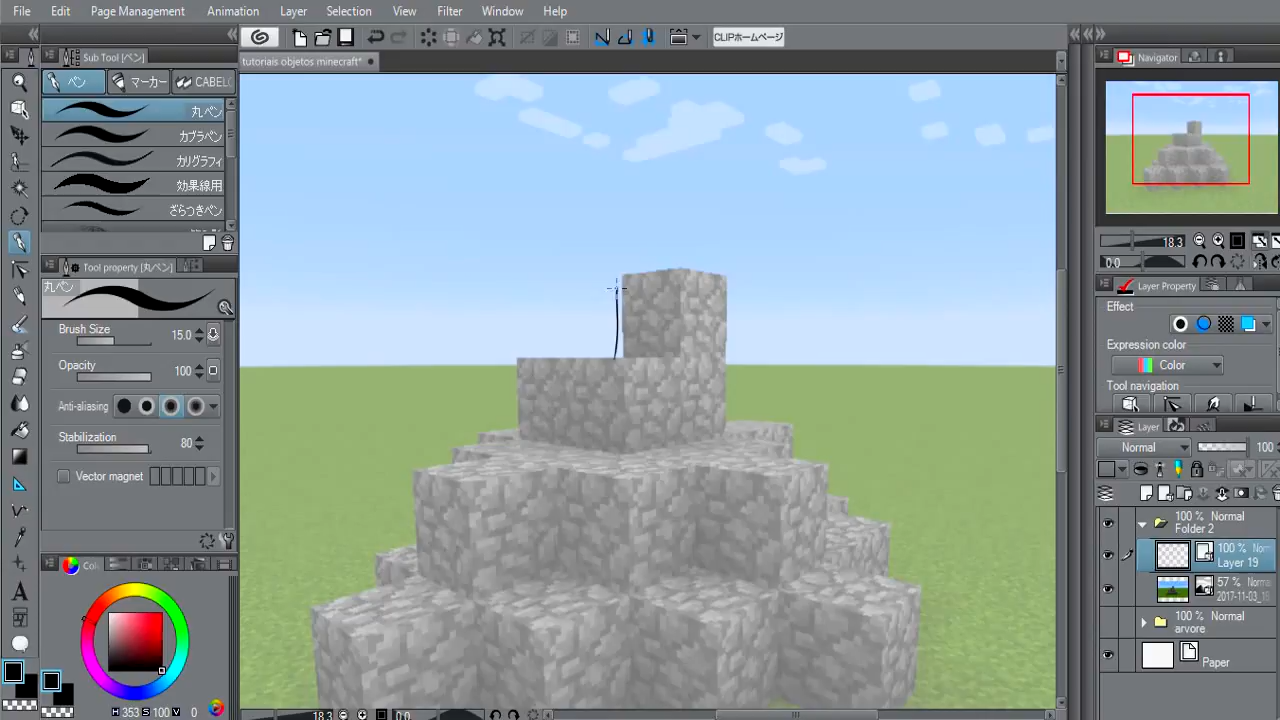 File Edit Page Management Animation Layer Selection View Filter Window Help
Sub Tool [ペン]
CLIPホームページ
Navigator
tutoriais objetos minecraft*
ペン マーカー CABEL
丸ペン
カブラペン
カリグラフィ
効果線用
ざらつきペン
18.3
0.0
Tool property [丸ペン]
丸ペン
Layer Property
Effect
Brush Size 15.0
Expression color
Opacity 100
Color
Tool navigation
Anti-aliasing
Layer
Stabilization 80
Normal 100
Vector magnet
100 % Normal
Folder 2
100 %
Layer 19
57 %
2017-11-03_1
100 % Normal
arvore
Paper
H 353 S 100 V 0
18.3 0.0